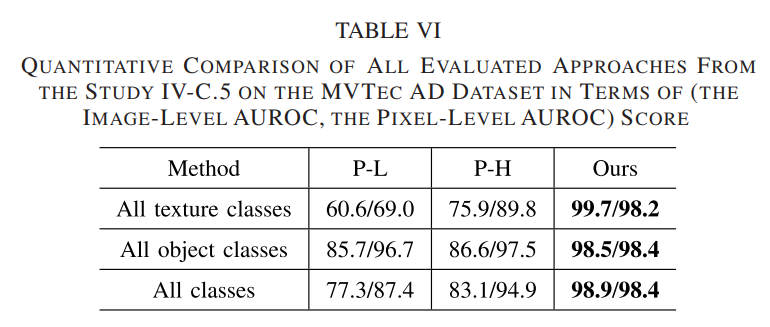 TABLE VI
QUANTITATIVE COMPARISON OF ALL EVALUATED APPROACHES FROM
THE STUDY IV-C.5 ON THE MVTEC AD DATASET IN TERMS OF (THE
IMAGE-LEVEL AUROC, THE PIXEL-LEVEL AUROC) SCORE
Method P-L P-H Ours
All texture classes 60.6/69.0 75.9/89.8 99.7/98.2
All object classes 85.7/96.7 86.6/97.5 98.5/98.4
All classes 77.3/87.4 83.1/94.9 98.9/98.4